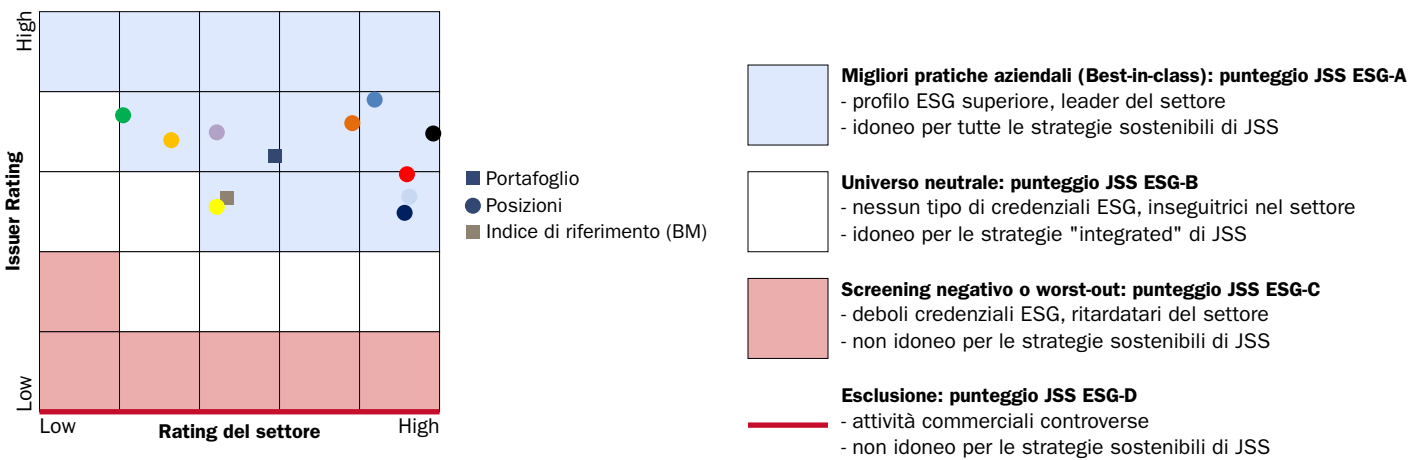 High
Issuer Rating
Low
Low
Rating del settore
High
Portafoglio
Posizioni
Indice di riferimento (BM)
Migliori pratiche aziendali (Best-in-class): punteggio JSS ESG-A
- profilo ESG superiore, leader del settore
- idoneo per tutte le strategie sostenibili di JSS
Universo neutrale: punteggio JSS ESG-B
- nessun tipo di credenziali ESG, inseguitrici nel settore
- idoneo per le strategie "integrated" di JSS
Screening negativo o worst-out: punteggio JSS ESG-C
- deboli credenziali ESG, ritardatari del settore
- non idoneo per le strategie sostenibili di JSS
Esclusione: punteggio JSS ESG-D
- attività commerciali controverse
- non idoneo per le strategie sostenibili di JSS